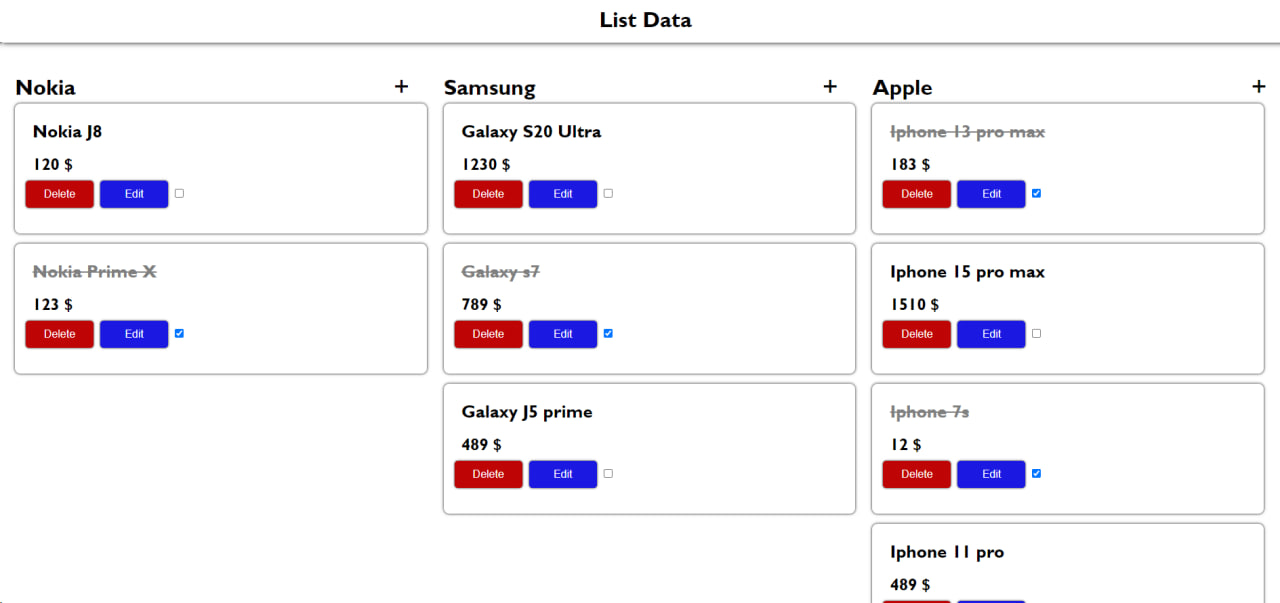 List Data
Nokia +
Nokia J8
120 $
Delete Edit
Nokia Prime X
123 $
Delete Edit
Samsung +
Galaxy S20 Ultra
1230 $
Delete Edit
Galaxy s7
789 $
Delete Edit
Galaxy J5 prime
489 $
Delete Edit
Apple +
Iphone 13 pro max
183 $
Delete Edit
Iphone 15 pro max
1510 $
Delete Edit
Iphone 7s
12 $
Delete Edit
Iphone 11 pro
489 $